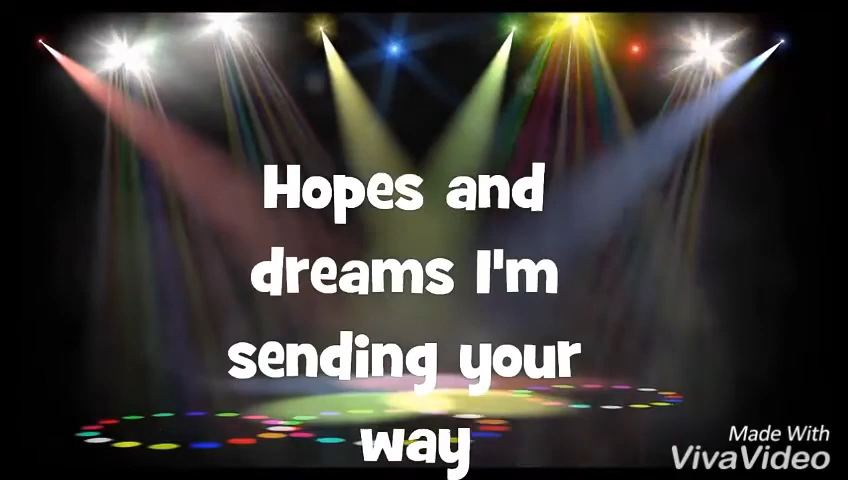 Hopes and
dreams I'm
sending your
way
Made With
VivaVideo